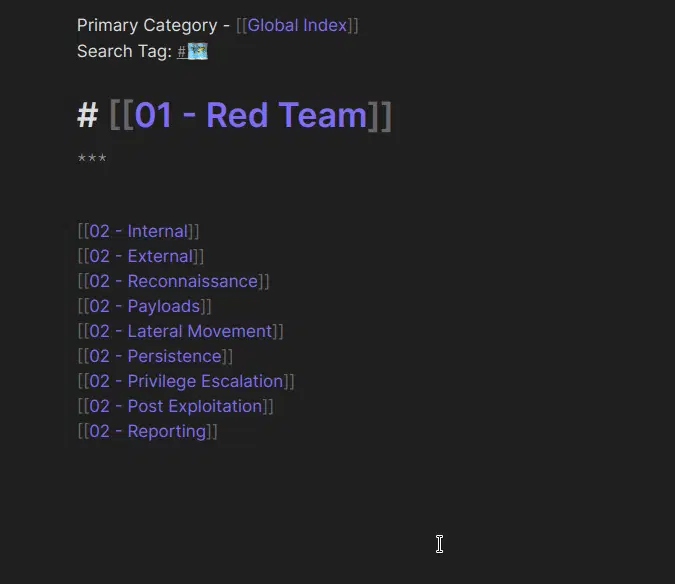 Primary Category - [[Global Index]]
Search Tag: #🗺️
# [[01 - Red Team]]
***
[[02 - Internal]]
[[02 - External]]
[[02 - Reconnaissance]]
[[02 - Payloads]]
[[02 - Lateral Movement]]
[[02 - Persistence]]
[[02 - Privilege Escalation]]
[[02 - Post Exploitation]]
[[02 - Reporting]]